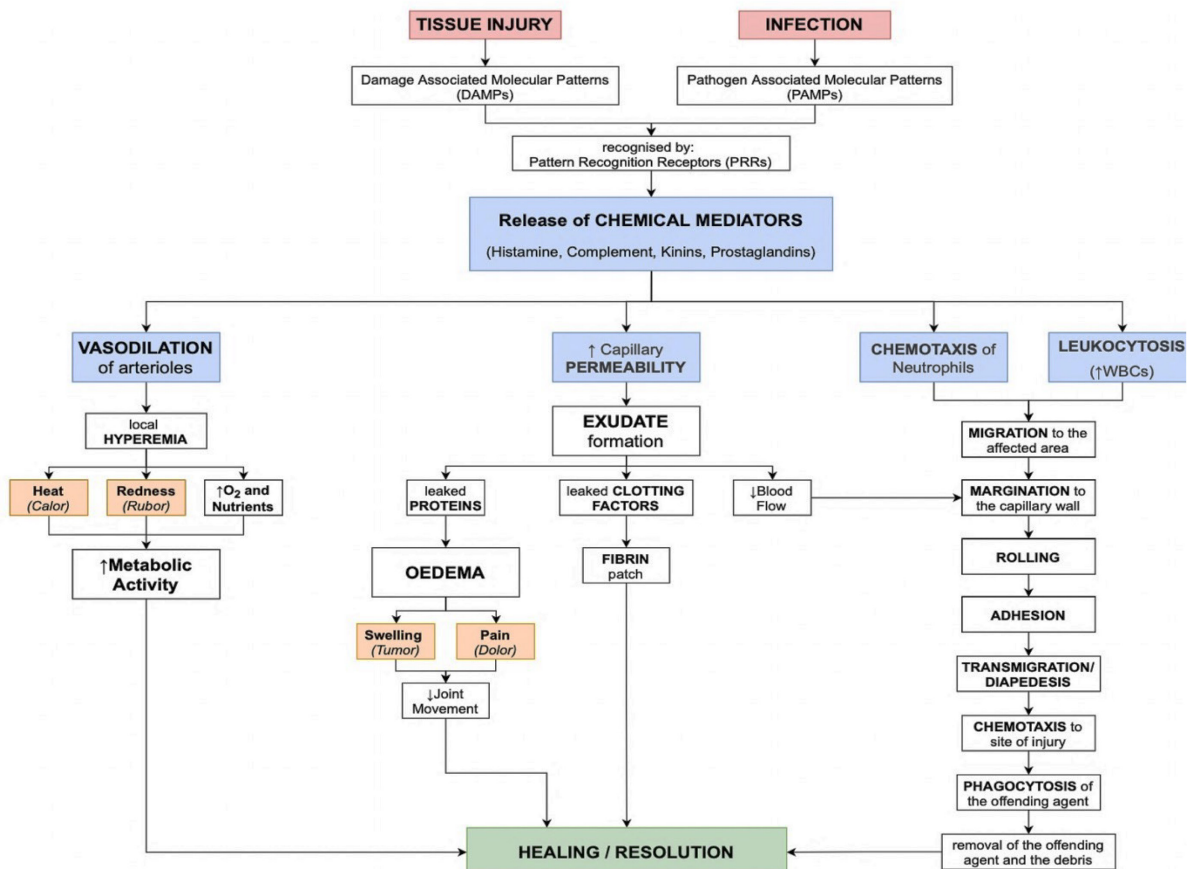 TISSUE INJURY
INFECTION
Damage Associated Molecular Patterns
(DAMPs)
Pathogen Associated Molecular Patterns
(PAMPs)
recognised by:
Pattern Recognition Receptors (PRRs)
Release of CHEMICAL MEDIATORS
(Histamine, Complement, Kinins, Prostaglandins)
VASODILATION
of arterioles
↑ Capillary
PERMEABILITY
CHEMOTAXIS of
Neutrophils
LEUKOCYTOSIS
(↑WBCs)
local
HYPEREMIA
EXUDATE
formation
MIGRATION to the
affected area
Heat
(Calor)
Redness
(Rubor)
↑O₂ and
Nutrients
leaked
PROTEINS
leaked CLOTTING
FACTORS
↓Blood
Flow
MARGINATION to
the capillary wall
↑Metabolic
Activity
OEDEMA
FIBRIN
patch
ROLLING
ADHESION
Swelling
(Tumor)
Pain
(Dolor)
TRANSMIGRATION/
DIAPEDESIS
↓Joint
Movement
CHEMOTAXIS to
site of injury
PHAGOCYTOSIS of
the offending agent
HEALING / RESOLUTION
removal of the offending
agent and the debris